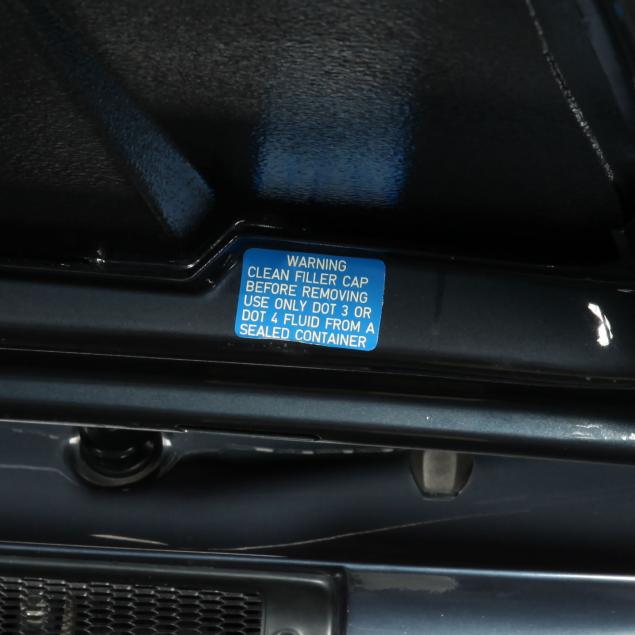 WARNING
CLEAN FILLER CAP
BEFORE REMOVING
USE ONLY DOT 3 OR
DOT 4 FLUID FROM A
SEALED CONTAINER